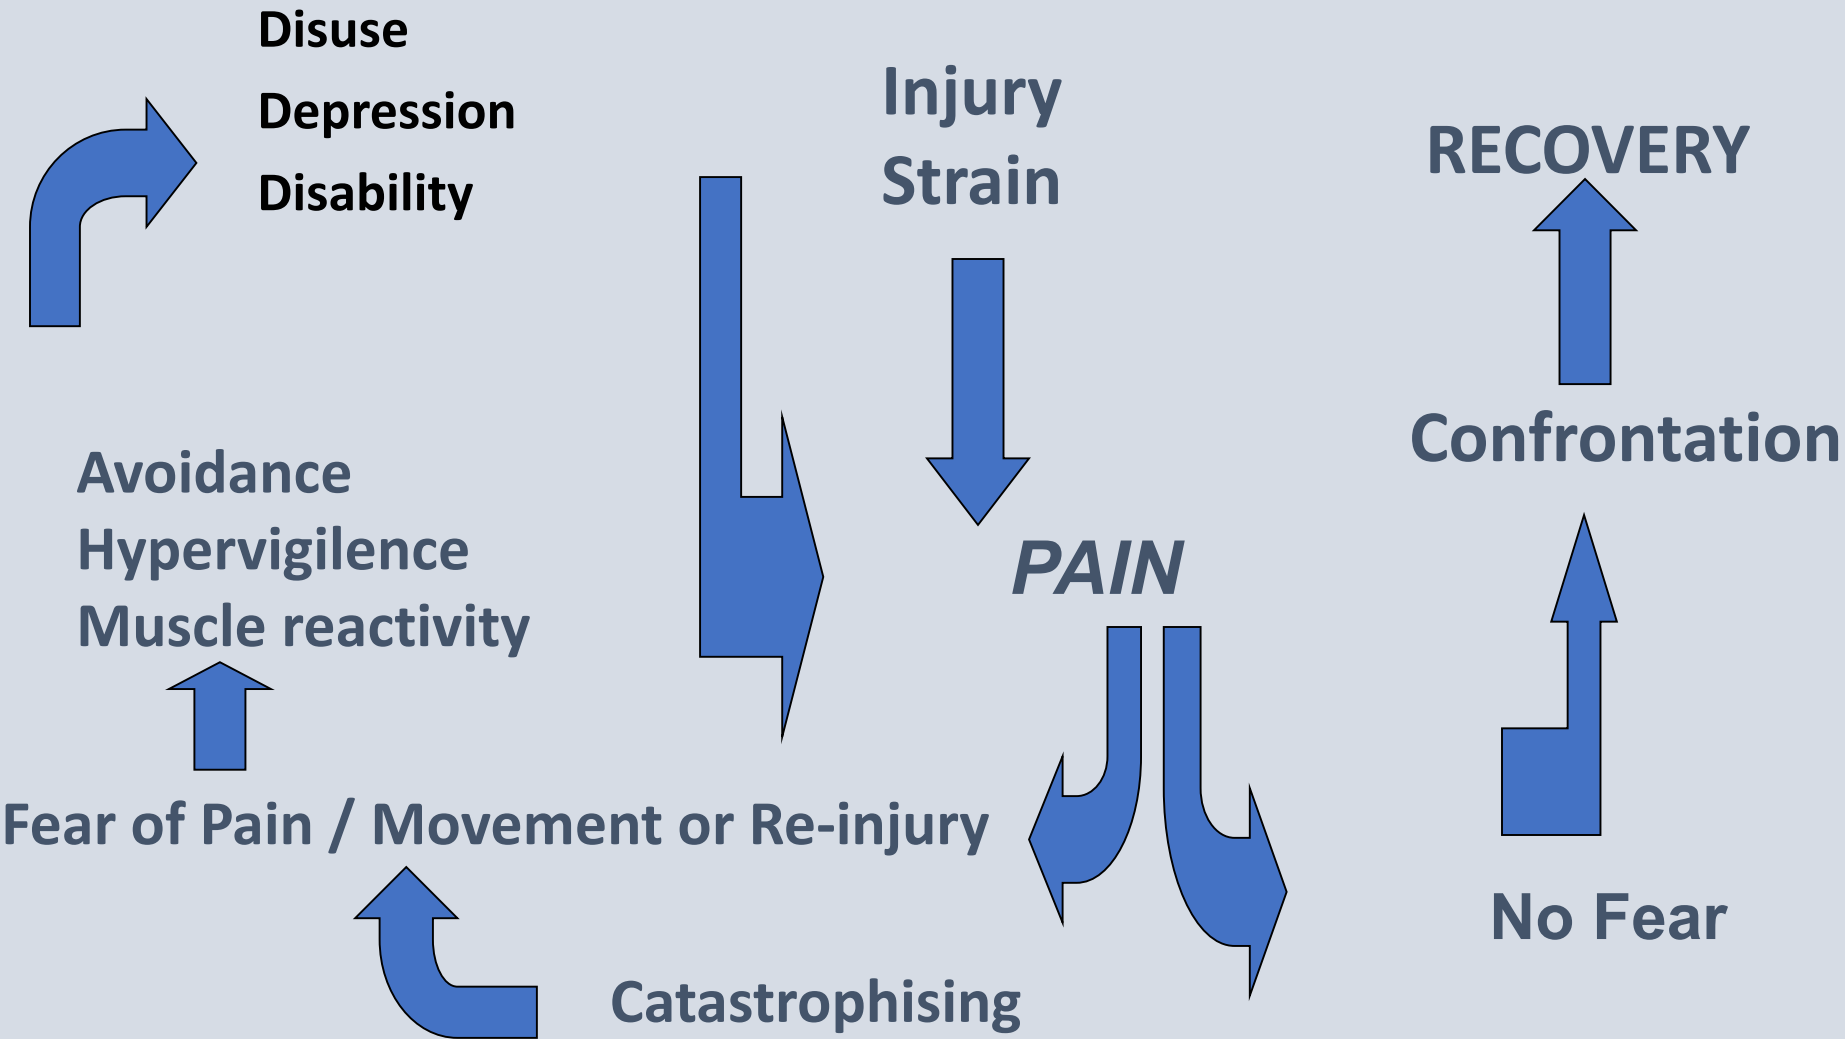 Disuse
Depression
Disability
Injury
Strain
RECOVERY
Confrontation
Avoidance
Hypervigilence
Muscle reactivity
PAIN
Fear of Pain / Movement or Re-injury
No Fear
Catastrophising